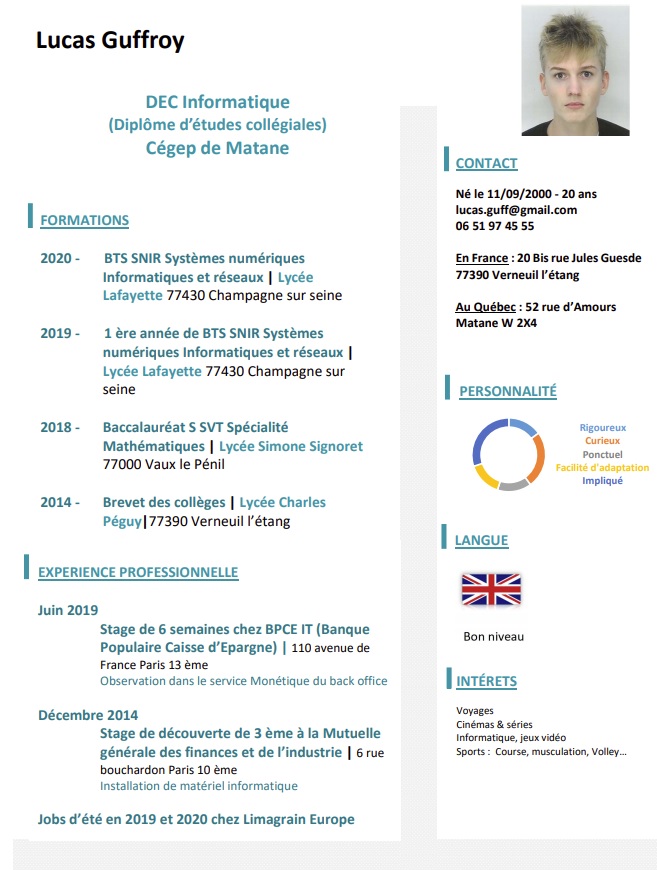 Lucas Guffroy
DEC Informatique
(Diplôme d'études collégiales)
Cégep de Matane
FORMATIONS
2020 - BTS SNIR Systèmes numériques
Informatiques et réseaux | Lycée
Lafayette 77430 Champagne sur seine
2019 - 1 ère année de BTS SNIR Systèmes
numériques Informatiques et réseaux |
Lycée Lafayette 77430 Champagne sur
seine
2018 - Baccalauréat S SVT Spécialité
Mathématiques | Lycée Simone Signoret
77000 Vaux le Pénil
2014 - Brevet des collèges | Lycée Charles
Péguy|77390 Verneuil l'étang
EXPERIENCE PROFESSIONNELLE
Juin 2019
Stage de 6 semaines chez BPCE IT (Banque
Populaire Caisse d'Epargne) | 110 avenue de
France Paris 13 ème
Observation dans le service Monétique du back office
Décembre 2014
Stage de découverte de 3 ème à la Mutuelle
générale des finances et de l'industrie | 6 rue
bouchardon Paris 10 ème
Installation de matériel informatique
Jobs d'été en 2019 et 2020 chez Limagrain Europe
CONTACT
Né le 11/09/2000 - 20 ans
lucas.guff@gmail.com
06 51 97 45 55
En France : 20 Bis rue Jules Guesde
77390 Verneuil l'étang
Au Québec : 52 rue d'Amours
Matane W 2X4
PERSONNALITÉ
Rigoureux
Curieux
Ponctuel
Facilité d'adaptation
Impliqué
LANGUE
Bon niveau
INTÉRETS
Voyages
Cinémas & séries
Informatique, jeux vidéo
Sports : Course, musculation, Volley…